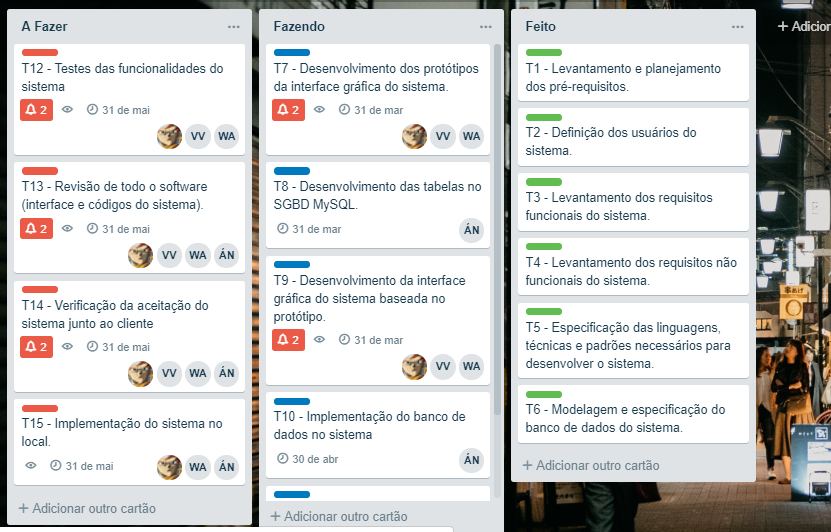 A Fazer
T12 - Testes das funcionalidades do
sistema
2
31 de mai
VV
WA
T13 - Revisão de todo o software
(interface e códigos do sistema).
2
31 de mai
VV
WA
ÁN
T14 - Verificação da aceitação do
sistema junto ao cliente
2
31 de mai
VV
WA
ÁN
T15 - Implementação do sistema no
local.
31 de mai
WA
ÁN
+ Adicionar outro cartão
Fazendo
T7 - Desenvolvimento dos protótipos
da interface gráfica do sistema.
2
31 de mar
VV
WA
T8 - Desenvolvimento das tabelas no
SGBD MySQL.
31 de mar
ÁN
T9 - Desenvolvimento da interface
gráfica do sistema baseada no
protótipo.
2
31 de mar
VV
WA
T10 - Implementação do banco de
dados no sistema
30 de abr
ÁN
+ Adicionar outro cartão
Feito
T1 - Levantamento e planejamento
dos pré-requisitos.
T2 - Definição dos usuários do
sistema.
T3 - Levantamento dos requisitos
funcionais do sistema.
T4 - Levantamento dos requisitos não
funcionais do sistema.
T5 - Especificação das linguagens,
técnicas e padrões necessários para
desenvolver o sistema.
T6 - Modelagem e especificação do
banco de dados do sistema.
+ Adicionar outro cartão
+ Adicior